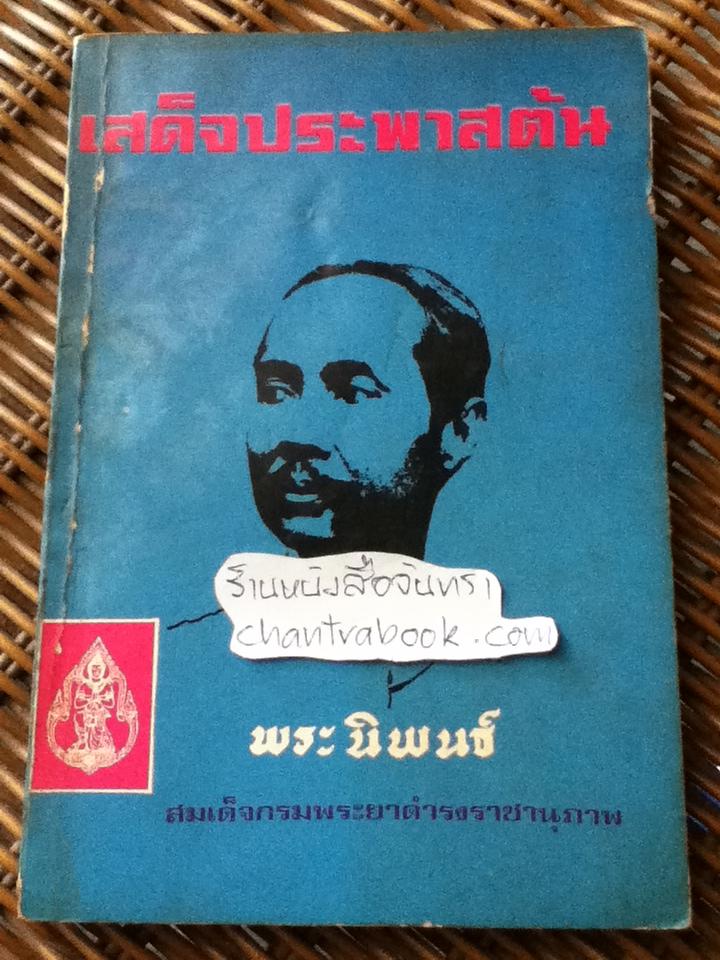 เสด็จประพาสต้น
ร้านหนังสือจันทรา
chantrabook.com
พระนิพนธ์
สมเด็จกรมพระยาดำรงราชานุภาพ